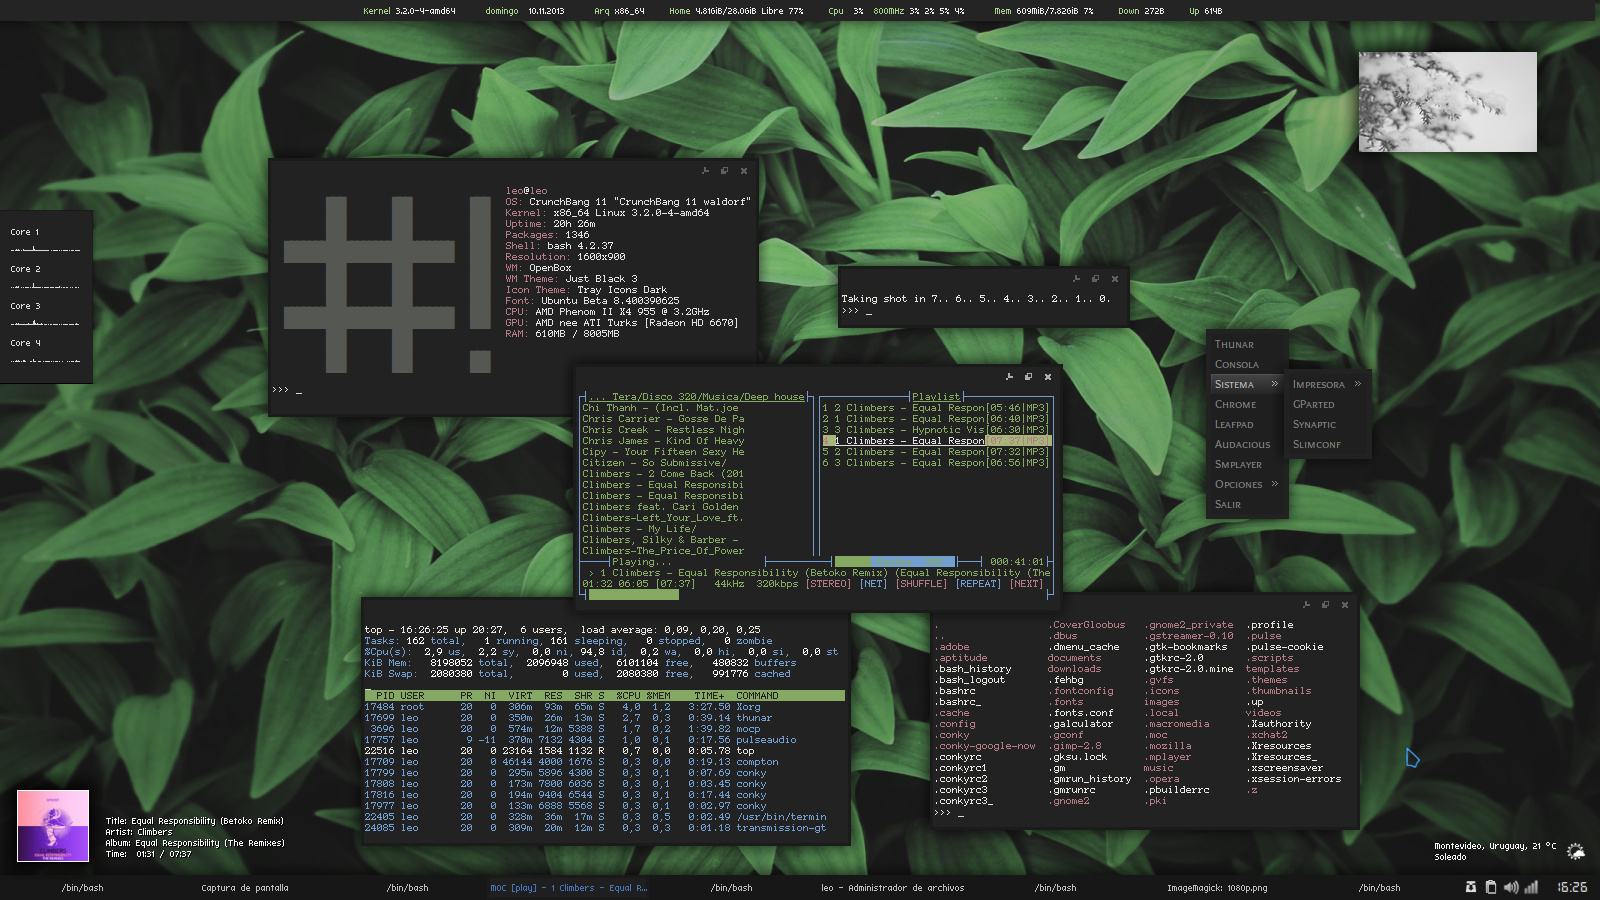 Kernel 3.2.0-4-amd64 domingo 10.11.2013 Arq x86_64 Home 4.816iB/28.06iB Libre 77% Cpu 3% 800MHz 3% 2% 5% 4% Mem 609MiB/7.826iB 7% Down 272B Up 614B
Core 1
Core 2
Core 3
Core 4
leo@leo
OS: CrunchBang 11 "CrunchBang 11 waldorf"
Kernel: x86_64 Linux 3.2.0-4-amd64
Uptime: 20h 26m
Packages: 1346
Shell: bash 4.2.37
Resolution: 1600x900
WM: OpenBox
WM Theme: Just Black 3
Icon Theme: Tray Icons Dark
Font: Ubuntu Beta 8.400390625
CPU: AMD Phenom II X4 955 @ 3.2GHz
GPU: AMD nee ATI Turks [Radeon HD 6670]
RAM: 610MB / 8005MB
>>> _
Taking shot in 7.. 6.. 5.. 4.. 3.. 2.. 1.. 0.
>>> _
THUNAR
CONSOLA
SISTEMA »
CHROME
LEAFPAD
AUDACIOUS
SMPLAYER
OPCIONES »
SALIR
IMPRESORA »
GPARTED
SYNAPTIC
SLIMCONF
... Tera/Disco 320/Musica/Deep house
Chi Thanh - (Incl. Mat.joe
Chris Carrier - Gosse De Pa
Chris Creek - Restless Nigh
Chris James - Kind Of Heavy
Cipy - Your Fifteen Sexy He
Citizen - So Submissive/
Climbers - 2 Come Back (201
Climbers - Equal Responsibi
Climbers - Equal Responsibi
Climbers feat. Cari Golden
Climbers-Left_Your_Love_ft.
Climbers - My Life/
Climbers, Silky & Barber -
Climbers-The_Price_Of_Power
Playlist
1 2 Climbers - Equal Respon[05:46|MP3]
2 1 Climbers - Equal Respon[06:40|MP3]
3 3 Climbers - Hypnotic Vis[06:30|MP3]
4 1 Climbers - Equal Respon[07:37|MP3]
5 2 Climbers - Equal Respon[07:32|MP3]
6 3 Climbers - Equal Respon[06:56|MP3]
Playing... 000:41:01
> 1 Climbers - Equal Responsibility (Betoko Remix) (Equal Responsibility (The
01:32 06:05 [07:37] 44kHz 320kbps [STEREO] [NET] [SHUFFLE] [REPEAT] [NEXT]
top - 16:26:25 up 20:27, 6 users, load average: 0,09, 0,20, 0,25
Tasks: 162 total, 1 running, 161 sleeping, 0 stopped, 0 zombie
%Cpu(s): 2,9 us, 2,2 sy, 0,0 ni, 94,8 id, 0,2 wa, 0,0 hi, 0,0 si, 0,0 st
KiB Mem: 8198052 total, 2096948 used, 6101104 free, 480832 buffers
KiB Swap: 2080380 total, 0 used, 2080380 free, 991776 cached
PID USER PR NI VIRT RES SHR S %CPU %MEM TIME+ COMMAND
17484 root 20 0 306m 93m 65m S 4,0 1,2 3:27.50 Xorg
17699 leo 20 0 350m 26m 13m S 2,7 0,3 0:39.14 thunar
3696 leo 20 0 574m 12m 5388 S 1,7 0,2 1:39.82 mocp
17757 leo 9 -11 370m 7132 4304 S 1,0 0,1 0:17.56 pulseaudio
22516 leo 20 0 23164 1584 1132 R 0,7 0,0 0:05.78 top
17709 leo 20 0 46144 4000 1676 S 0,3 0,0 0:19.13 compton
17799 leo 20 0 295m 5896 4300 S 0,3 0,1 0:07.69 conky
17808 leo 20 0 173m 7800 6036 S 0,3 0,1 0:03.45 conky
17816 leo 20 0 194m 9404 6544 S 0,3 0,1 0:17.44 conky
17977 leo 20 0 133m 6888 5568 S 0,3 0,1 0:02.97 conky
22405 leo 20 0 328m 36m 17m S 0,3 0,5 0:02.49 /usr/bin/termin
24085 leo 20 0 309m 20m 12m S 0,3 0,3 0:01.18 transmission-gt
. .CoverGloobus .gnome2_private .profile
.. .dbus .gstreamer-0.10 .pulse
.adobe .dmenu_cache .gtk-bookmarks .pulse-cookie
.aptitude documents .gtkrc-2.0 .scripts
.bash_history downloads .gtkrc-2.0.mine templates
.bash_logout .fehbg .gvfs .themes
.bashrc .fontconfig .icons .thumbnails
.bashrc_ .fonts images .up
.cache .fonts.conf .local videos
.config .galculator .macromedia .Xauthority
.conky .gconf .moc .xchat2
.conky-google-now .gimp-2.8 .mozilla .Xresources
.conkyrc .gksu.lock .mplayer .Xresources_
.conkyrc1 .gm music .xscreensaver
.conkyrc2 .gmrun_history .opera .xsession-errors
.conkyrc3 .gmrunrc .pbuilderrc .z
.conkyrc3_ .gnome2 .pki
>>> _
Title: Equal Responsibility (Betoko Remix)
Artist: Climbers
Album: Equal Responsibility (The Remixes)
Time: 01:31 / 07:37
Montevideo, Uruguay, 21 ºC
Soleado
/bin/bash Captura de pantalla /bin/bash MOC [play] - 1 Climbers - Equal R... /bin/bash leo - Administrador de archivos /bin/bash ImageMagick: 1080p.png /bin/bash 16:26